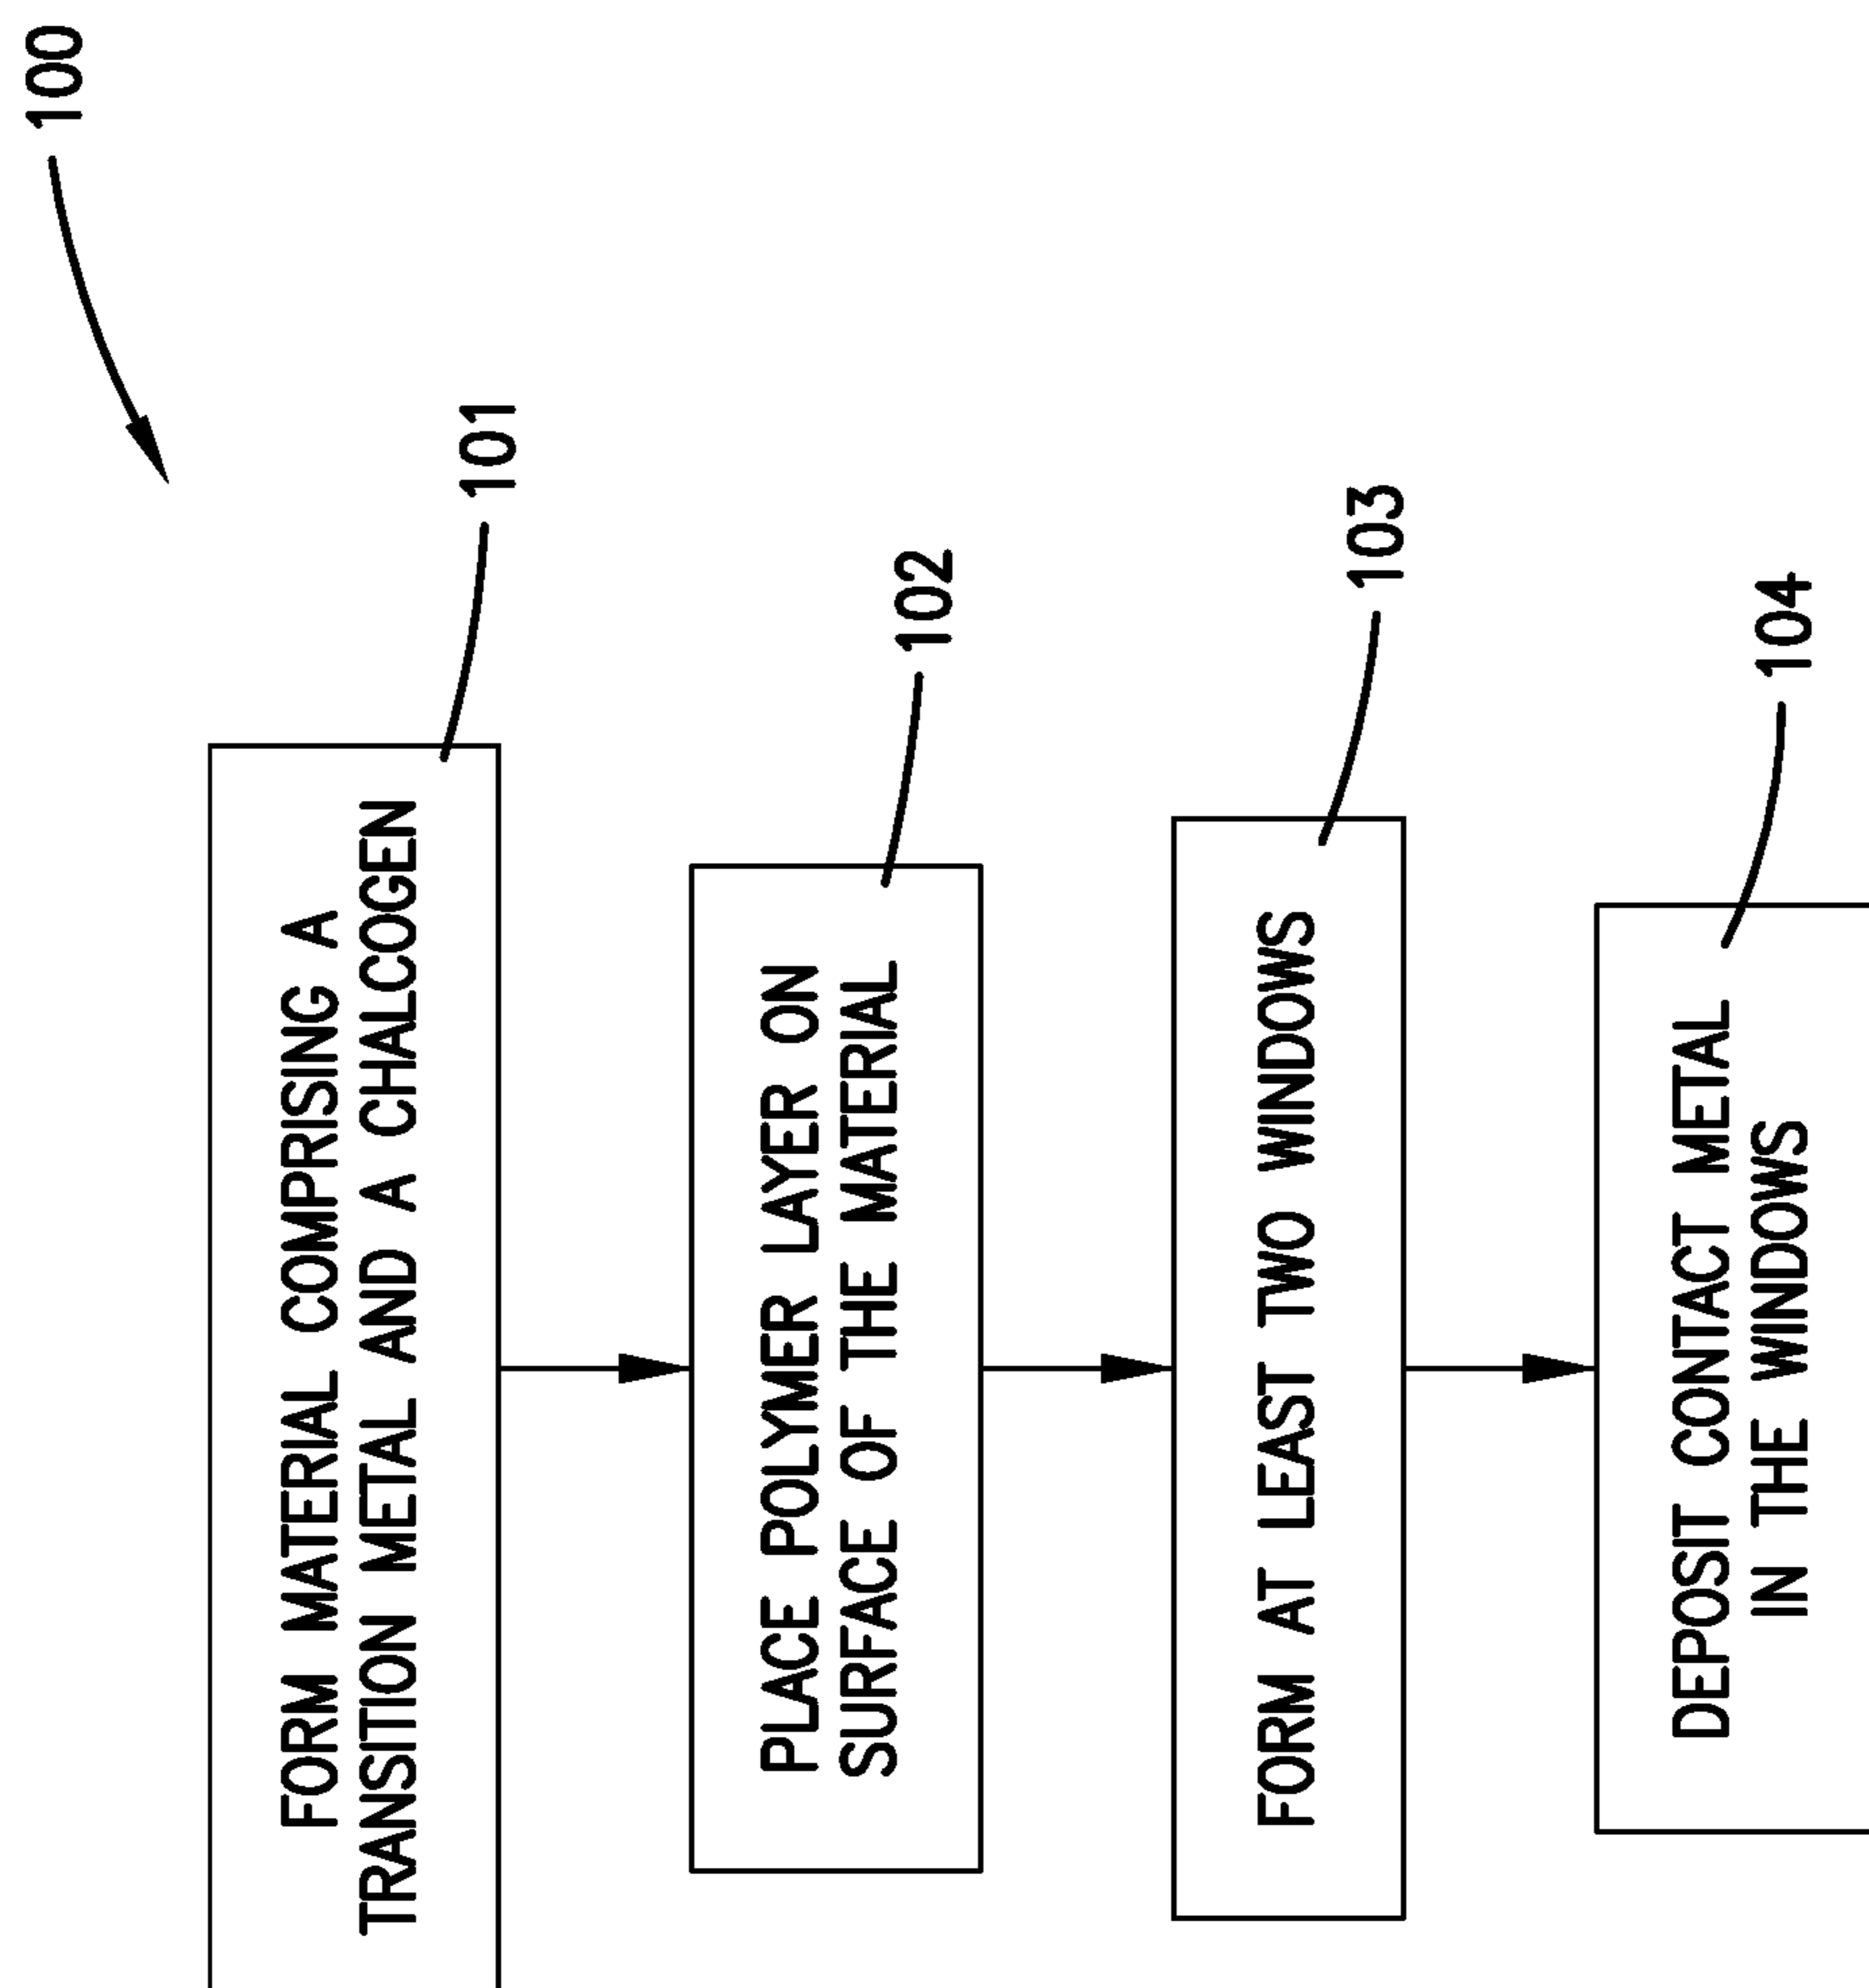 100
FORM MATERIAL COMPRISING A
TRANSITION METAL AND A CHALCOGEN
101
PLACE POLYMER LAYER ON
SURFACE OF THE MATERIAL
102
FORM AT LEAST TWO WINDOWS
103
DEPOSIT CONTACT METAL
IN THE WINDOWS
104